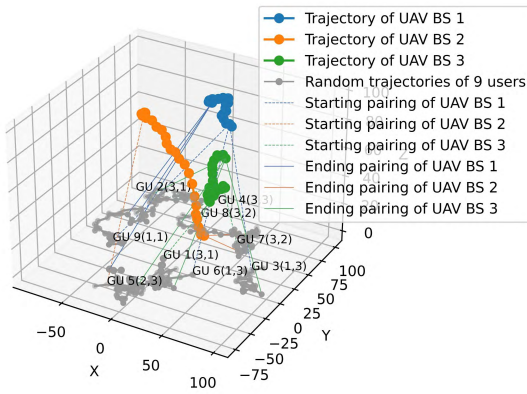 Trajectory of UAV BS 1
Trajectory of UAV BS 2
Trajectory of UAV BS 3
Random trajectories of 9 users
Starting pairing of UAV BS 1
Starting pairing of UAV BS 2
Starting pairing of UAV BS 3
Ending pairing of UAV BS 1
Ending pairing of UAV BS 2
Ending pairing of UAV BS 3
100
80
60
Z
40
20
0
GU 2(3,1)
GU 4(3,3)
GU 8(3,2)
GU 9(1,1)
GU 7(3,2)
GU 1(3,1)
GU 6(1,3)
GU 3(1,3)
GU 5(2,3)
−50
0
50
100
X
−75
−50
−25
0
25
50
75
100
Y